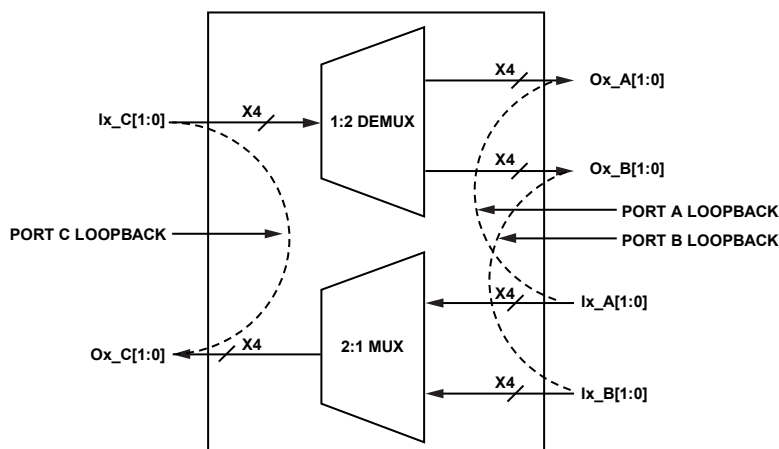 X4
Ox_A[1:0]
Ix_C[1:0]
X4
1:2 DEMUX
X4
Ox_B[1:0]
PORT A LOOPBACK
PORT C LOOPBACK
PORT B LOOPBACK
X4
Ix_A[1:0]
Ox_C[1:0]
X4
2:1 MUX
X4
Ix_B[1:0]